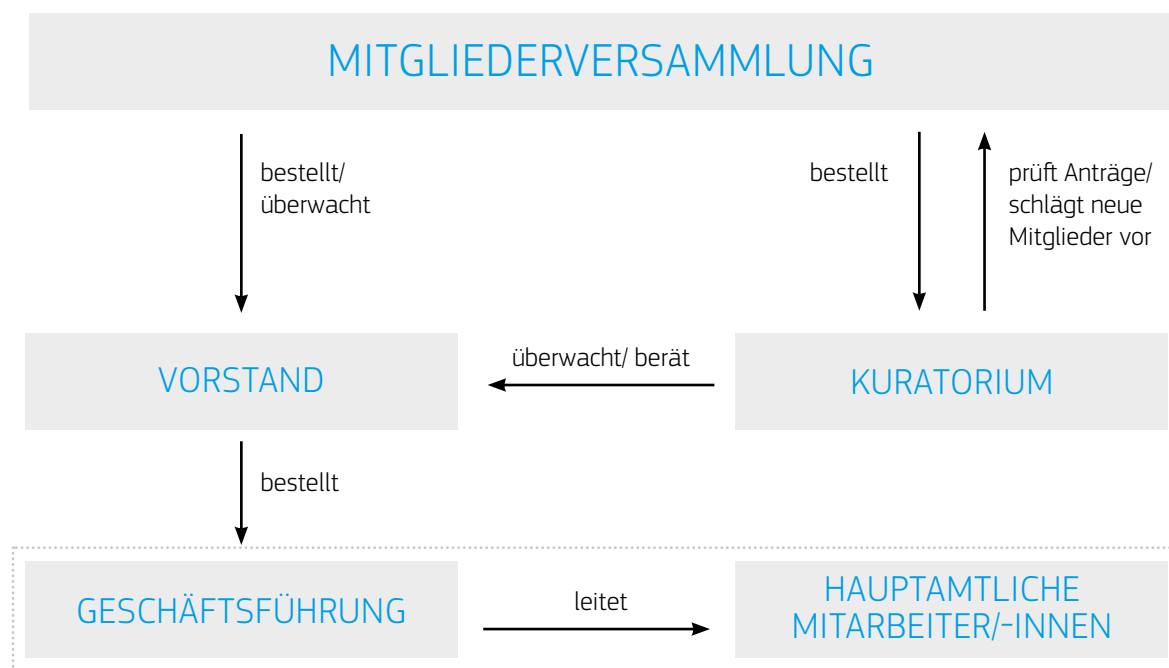 MITGLIEDERVERSAMMLUNG
bestellt/
überwacht
bestellt
prüft Anträge/
schlägt neue
Mitglieder vor
VORSTAND
überwacht/ berät
KURATORIUM
bestellt
GESCHÄFTSFÜHRUNG
leitet
HAUPTAMTLICHE
MITARBEITER/-INNEN